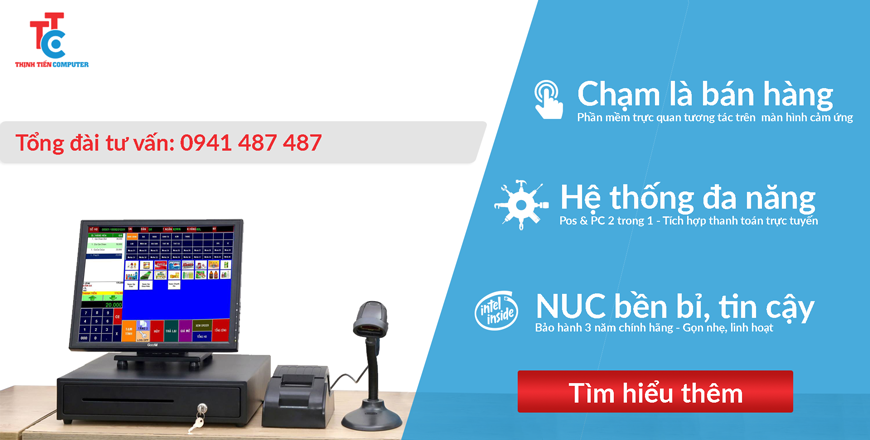 TTC
THỊNH TIẾN COMPUTER
Tổng đài tư vấn: 0941 487 487
Chạm là bán hàng
Phần mềm trực quan tương tác trên màn hình cảm ứng
Hệ thống đa năng
Pos & PC 2 trong 1 - Tích hợp thanh toán trực tuyến
intel
inside
NUC bền bỉ, tin cậy
Bảo hành 3 năm chính hãng - Gọn nhẹ, linh hoạt
Tìm hiểu thêm